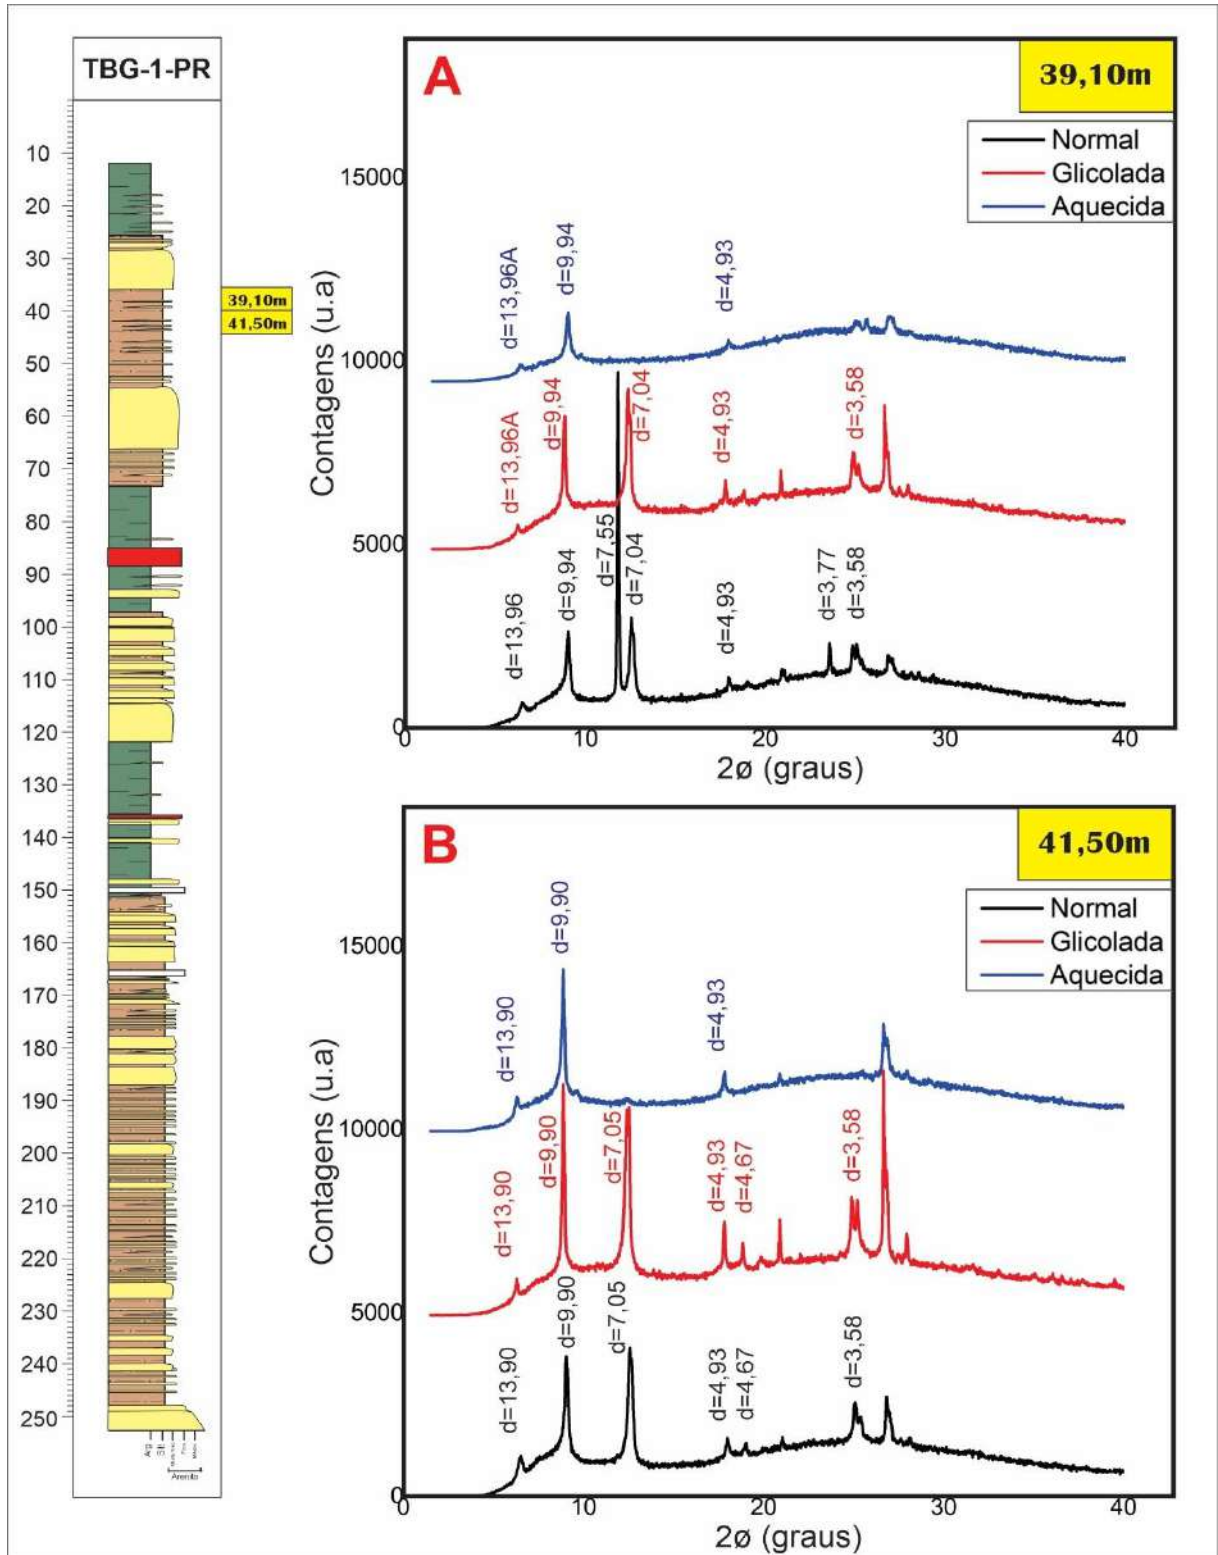 TBG-1-PR
10
20
30
40
50
60
70
80
90
100
110
120
130
140
150
160
170
180
190
200
210
220
230
240
250
Arg
Silt
Arenito
39,10m
41,50m
A
39,10m
Normal
Glicolada
Aquecida
Contagens (u.a)
15000
10000
5000
0
d=13,96A
d=9,94
d=4,93
d=13,96A
d=9,94
d=7,04
d=4,93
d=3,58
d=13,96
d=9,94
d=7,55
d=7,04
d=4,93
d=3,77
d=3,58
0
10
20
30
40
2ø (graus)
B
41,50m
Normal
Glicolada
Aquecida
Contagens (u.a)
15000
10000
5000
0
d=13,90
d=9,90
d=4,93
d=13,90
d=9,90
d=7,05
d=4,93
d=4,67
d=3,58
d=13,90
d=9,90
d=7,05
d=4,93
d=4,67
d=3,58
0
10
20
30
40
2ø (graus)